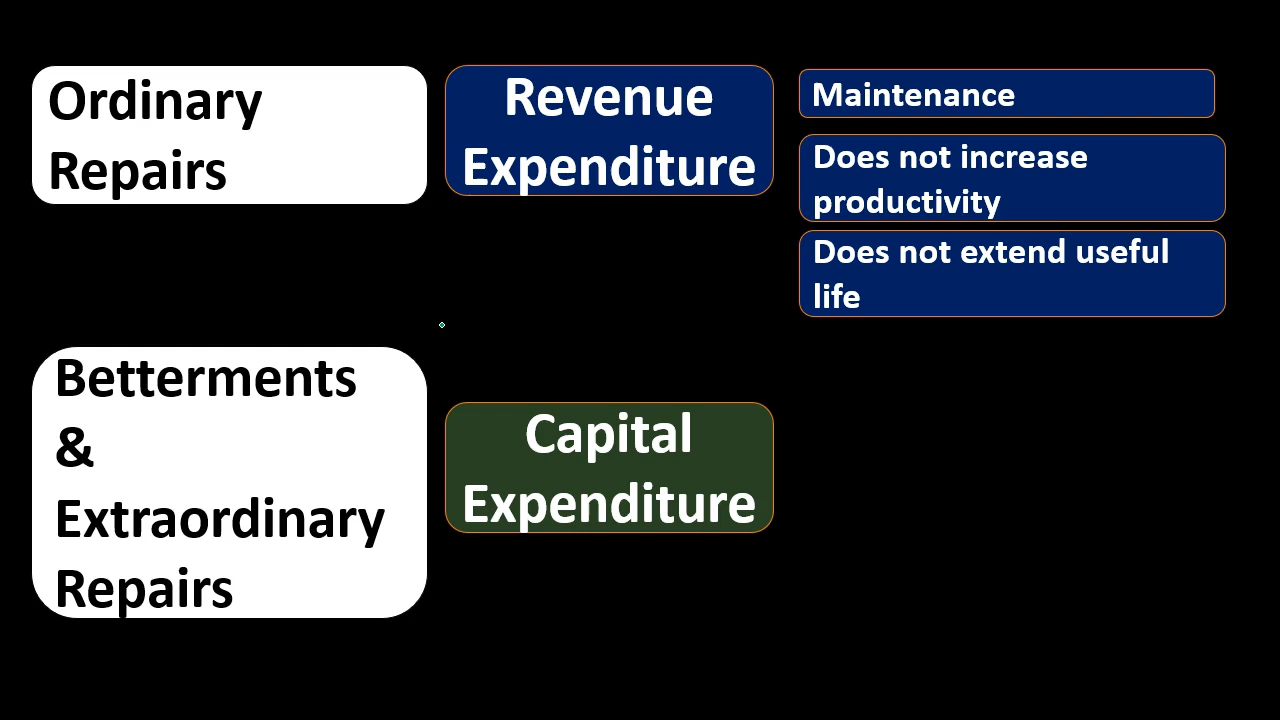 Ordinary
Repairs
Revenue
Expenditure
Maintenance
Does not increase
productivity
Does not extend useful
life
Betterments
&
Extraordinary
Repairs
Capital
Expenditure